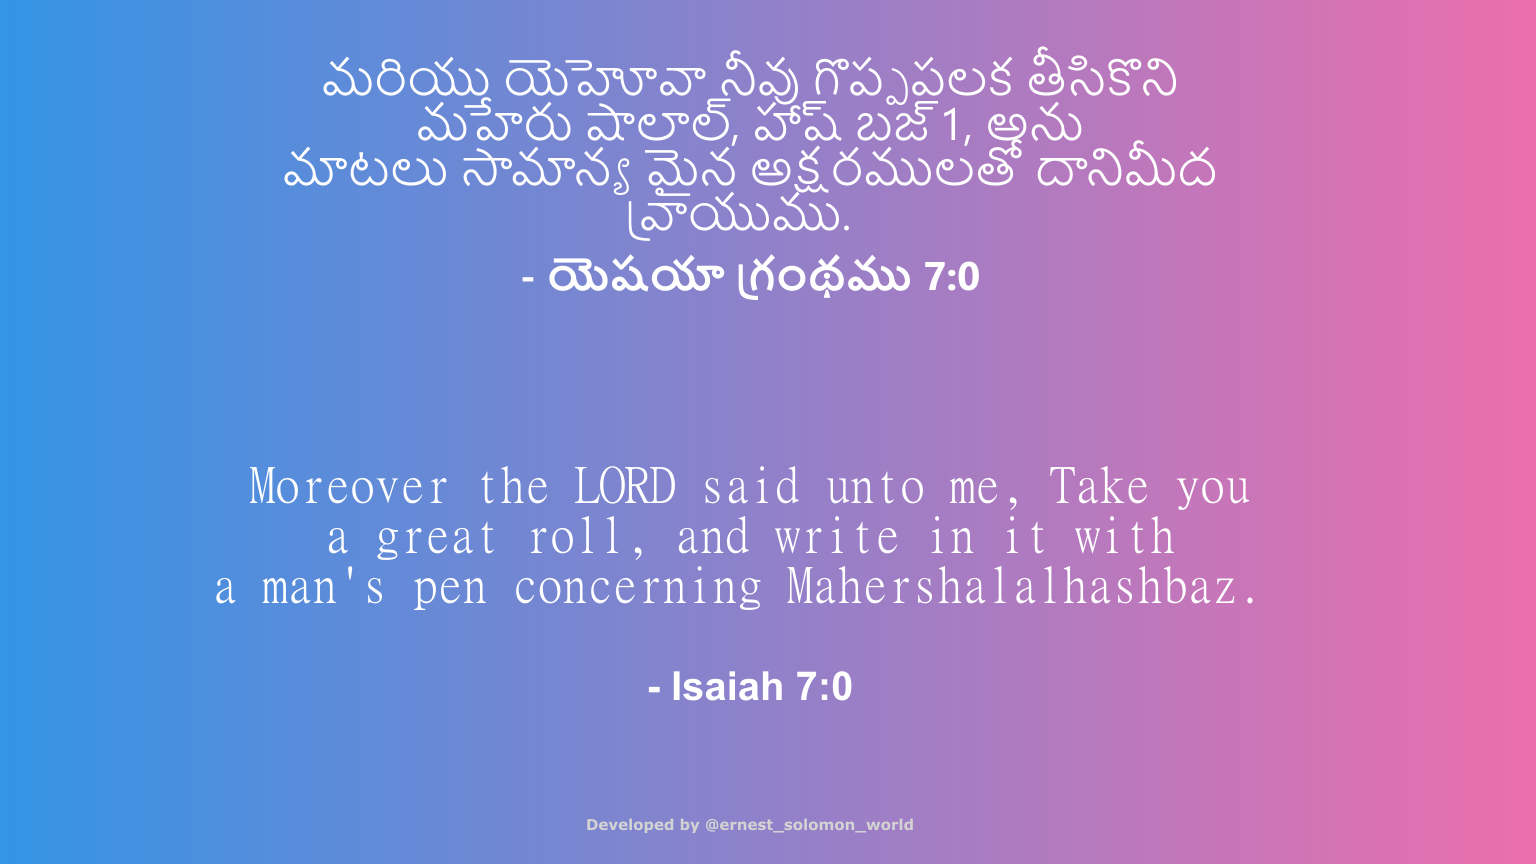 మరియు యెహెూవా నీవు గొప్పపలక తీసికొని
మహేరు షాలాల్, హాష్ బజ్ 1, అను
మాటలు సామాన్య మైన అక్షరములతో దానిమీద
వ్రాయుము.
- యెషయా గ్రంథము 7:0
Moreover the LORD said unto me, Take you
a great roll, and write in it with
a man's pen concerning Mahershalalhashbaz.
- Isaiah 7:0
Developed by @ernest_solomon_world